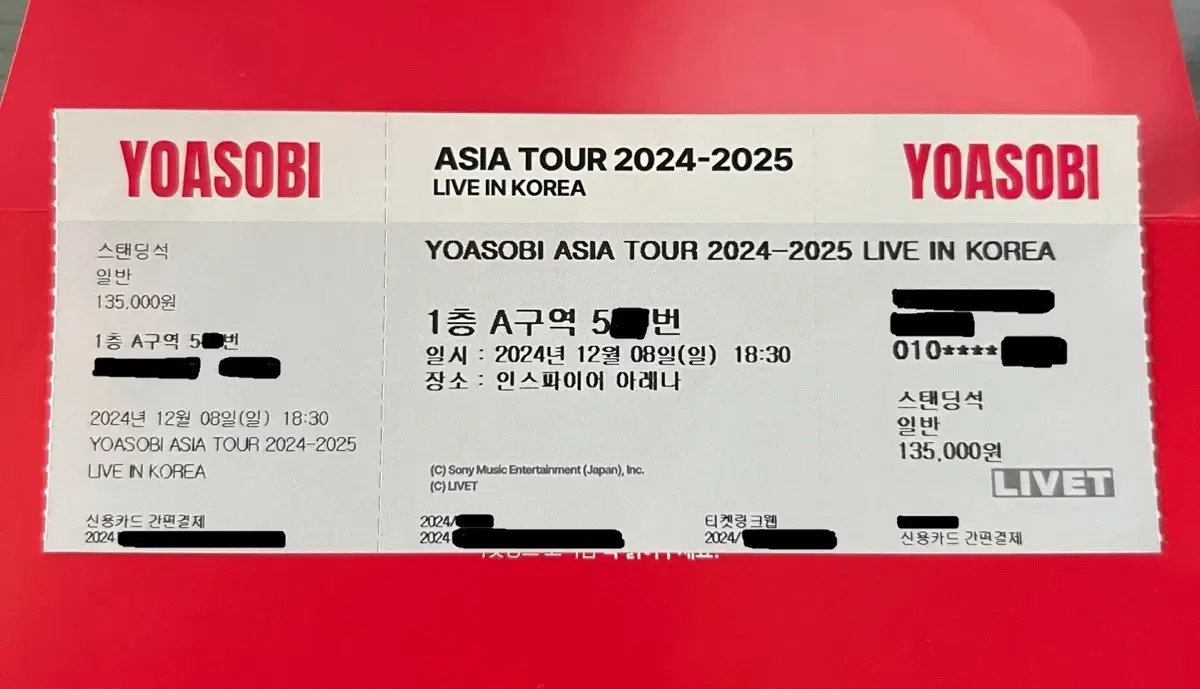 YOASOBI
스탠딩석
일반
135,000원
1층 A구역 5 번
2024년 12월 08일(일) 18:30
YOASOBI ASIA TOUR 2024-2025
LIVE IN KOREA
신용카드 간편결제
2024
ASIA TOUR 2024-2025
LIVE IN KOREA
YOASOBI ASIA TOUR 2024-2025 LIVE IN KOREA
1층 A구역 5 번
일시 : 2024년 12월 08일(일) 18:30
장소 : 인스파이어 아레나
(C) Sony Music Entertainment (Japan), Inc.
(C) LIVET
2024/
2024
티켓링크웹
2024/
YOASOBI
010****
스탠딩석
일반
135,000원
LIVET
신용카드 간편결제